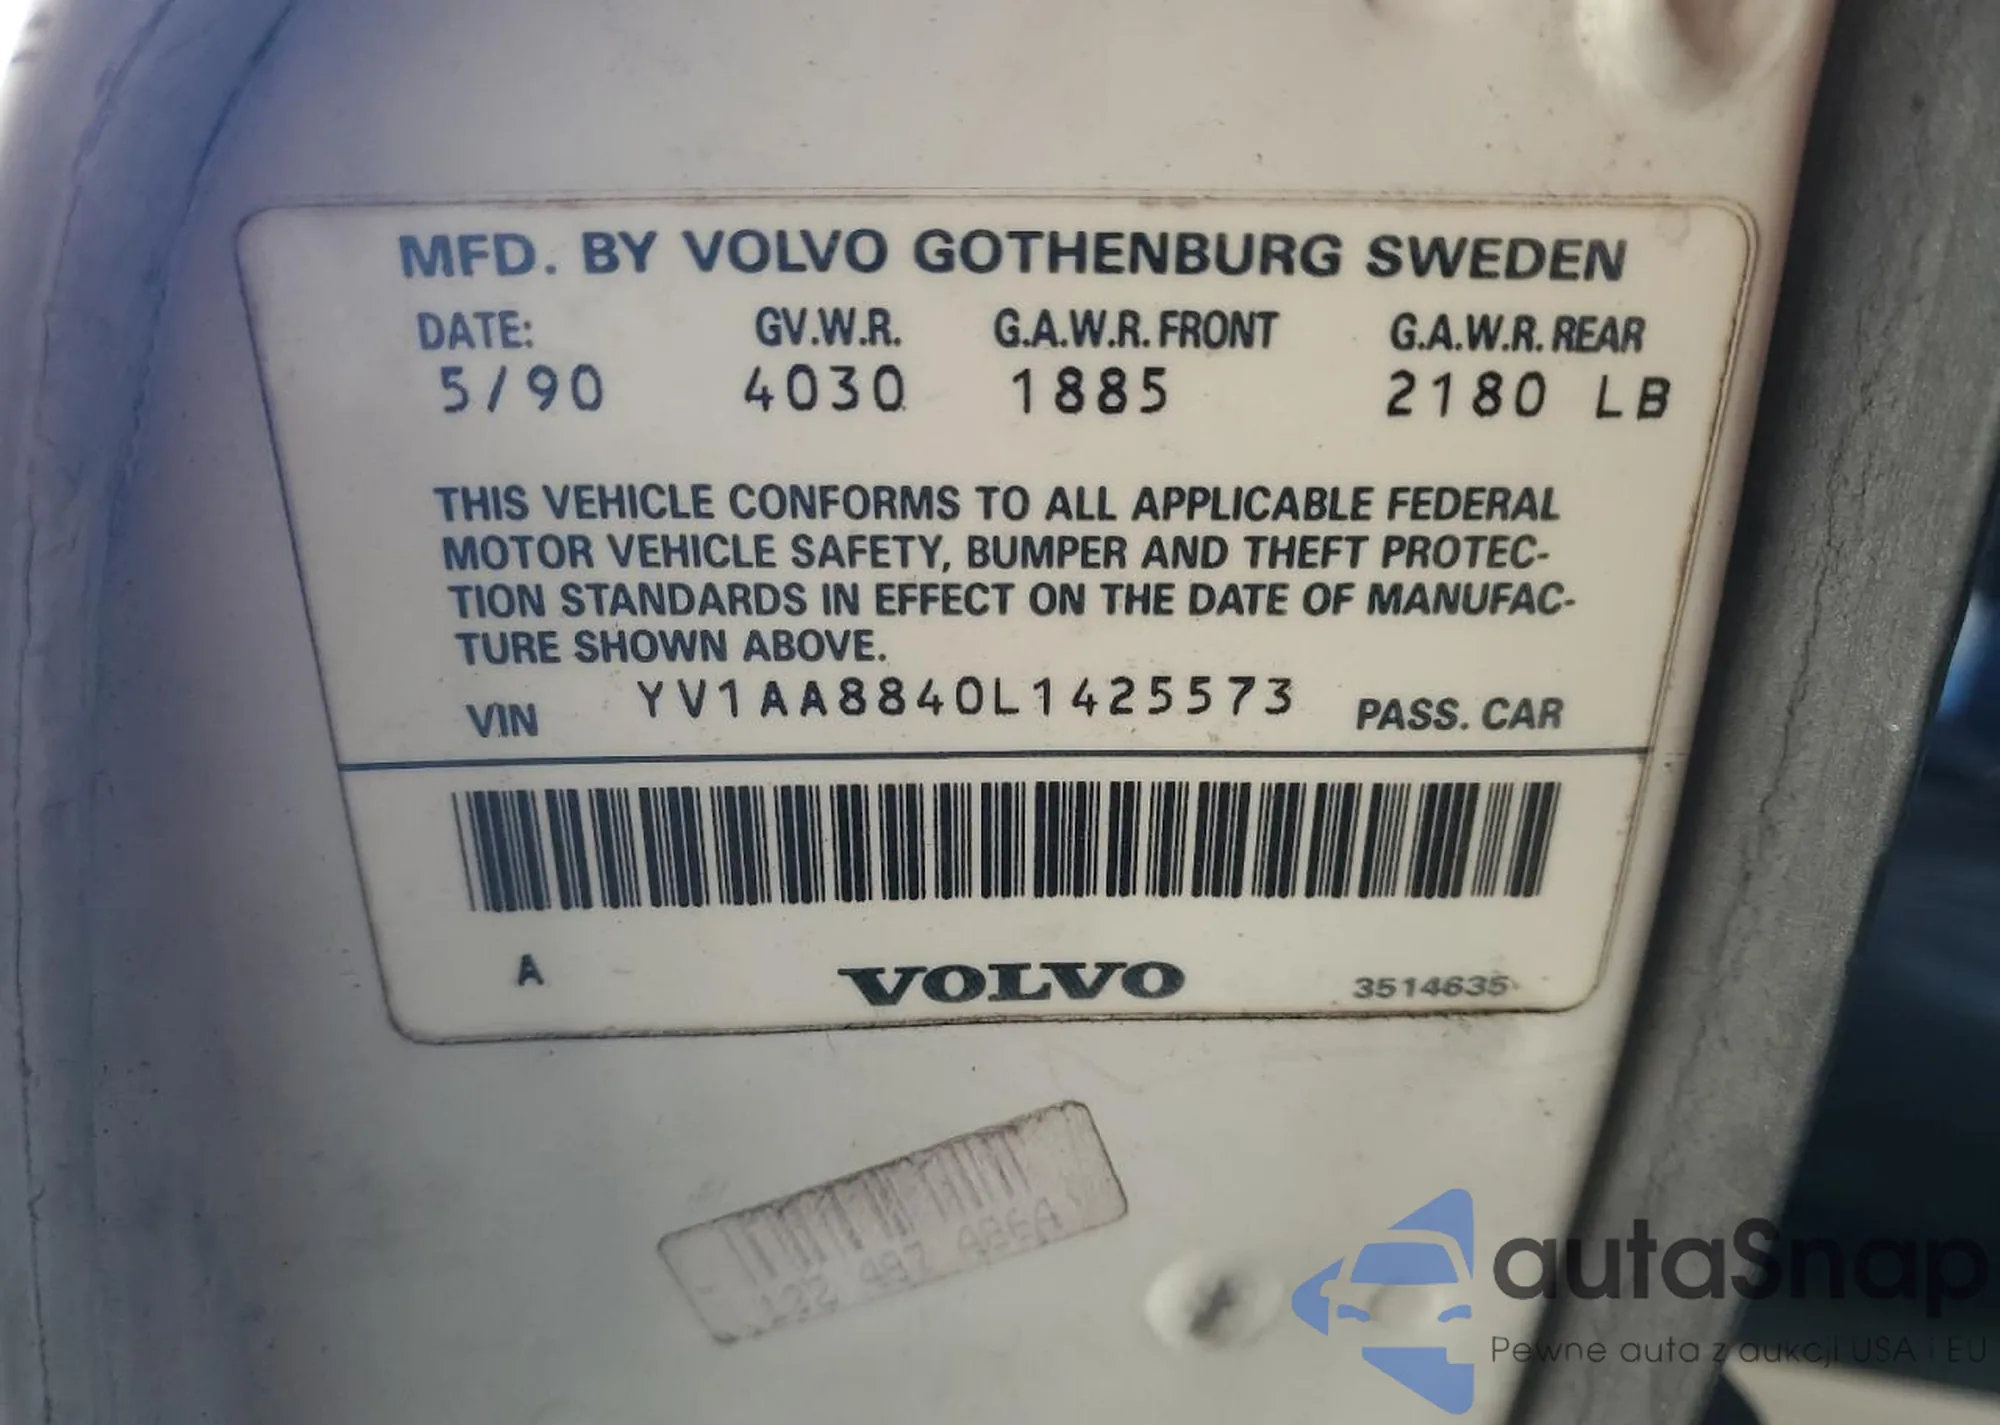 MFD. BY VOLVO GOTHENBURG SWEDEN
DATE: GV.W.R. G.A.W.R. FRONT G.A.W.R. REAR
5/90 4030 1885 2180 LB
THIS VEHICLE CONFORMS TO ALL APPLICABLE FEDERAL
MOTOR VEHICLE SAFETY, BUMPER AND THEFT PROTEC-
TION STANDARDS IN EFFECT ON THE DATE OF MANUFAC-
TURE SHOWN ABOVE.
VIN YV1AA8840L1425573 PASS. CAR
A VOLVO 3514635
autaSnap
Pewne auta z aukcji USA i EU